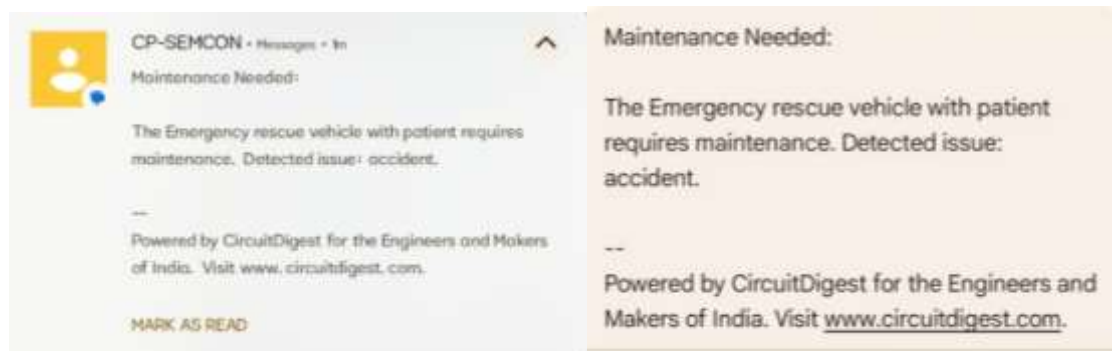 CP-SEMCON • Messages • 1m
Maintenance Needed:
The Emergency rescue vehicle with patient requires
maintenance. Detected issue: accident.
--
Powered by CircuitDigest for the Engineers and Makers
of India. Visit www. circuitdigest. com.
MARK AS READ
Maintenance Needed:
The Emergency rescue vehicle with patient
requires maintenance. Detected issue:
accident.
--
Powered by CircuitDigest for the Engineers and
Makers of India. Visit www.circuitdigest.com.